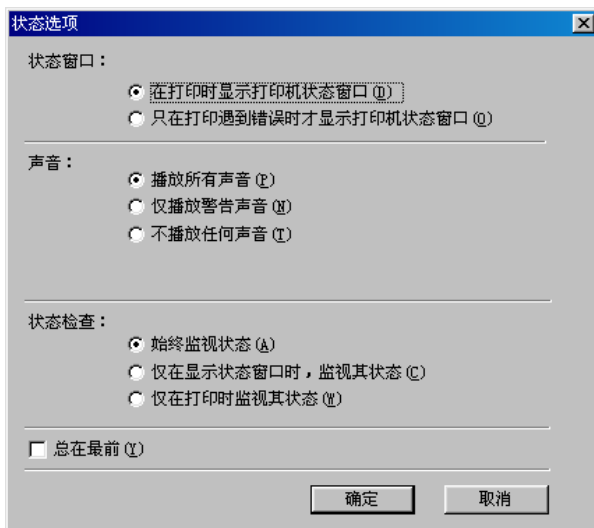 状态选项
状态窗口：
在打印时显示打印机状态窗口(D)
只在打印遇到错误时才显示打印机状态窗口(O)
声音：
播放所有声音(P)
仅播放警告声音(N)
不播放任何声音(T)
状态检查：
始终监视状态(A)
仅在显示状态窗口时，监视其状态(C)
仅在打印时监视其状态(W)
总在最前(Y)
确定 取消